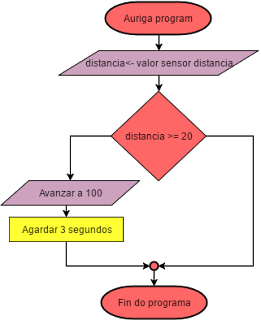 Auriga program
distancia<- valor sensor distancia
distancia >= 20
Avanzar a 100
Agardar 3 segundos
Fin do programa